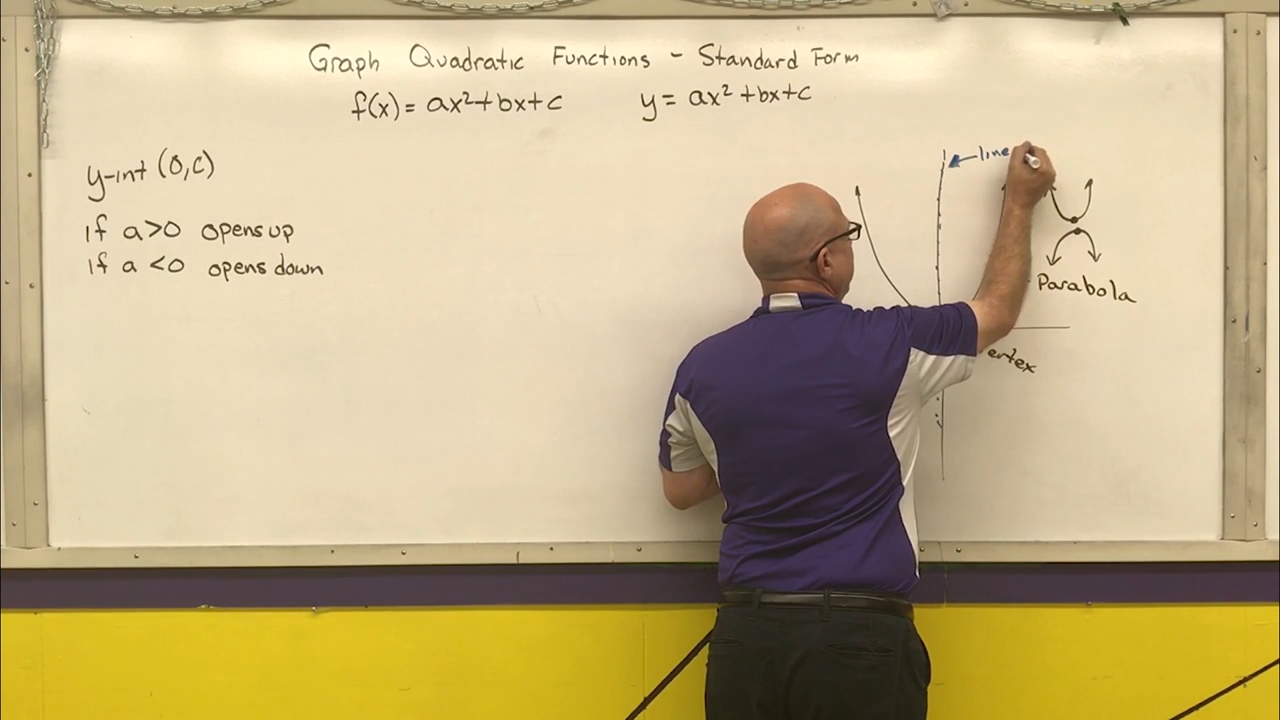 Graph Quadratic Functions - Standard Form
f(x) = ax²+bx+c
y = ax²+bx+c
y-int (0,c)
if a>0 opens up
if a<0 opens down
line
Parabola
ertex